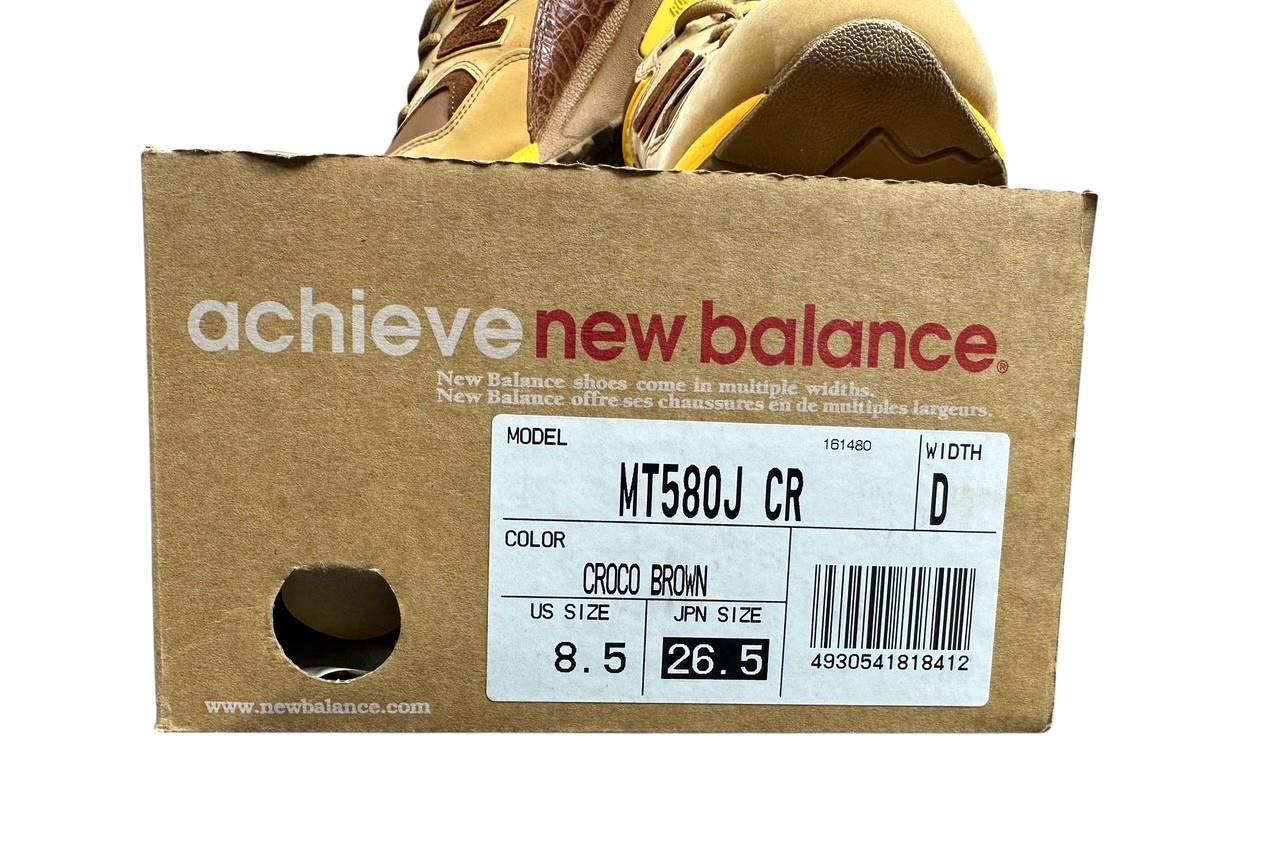 achieve new balance®
New Balance shoes come in multiple widths.
New Balance offre ses chaussures en de multiples largeurs.
MODEL
161480
WIDTH
MT580J CR
D
COLOR
CROCO BROWN
US SIZE
JPN SIZE
8.5
26.5
4930541818412
www.newbalance.com